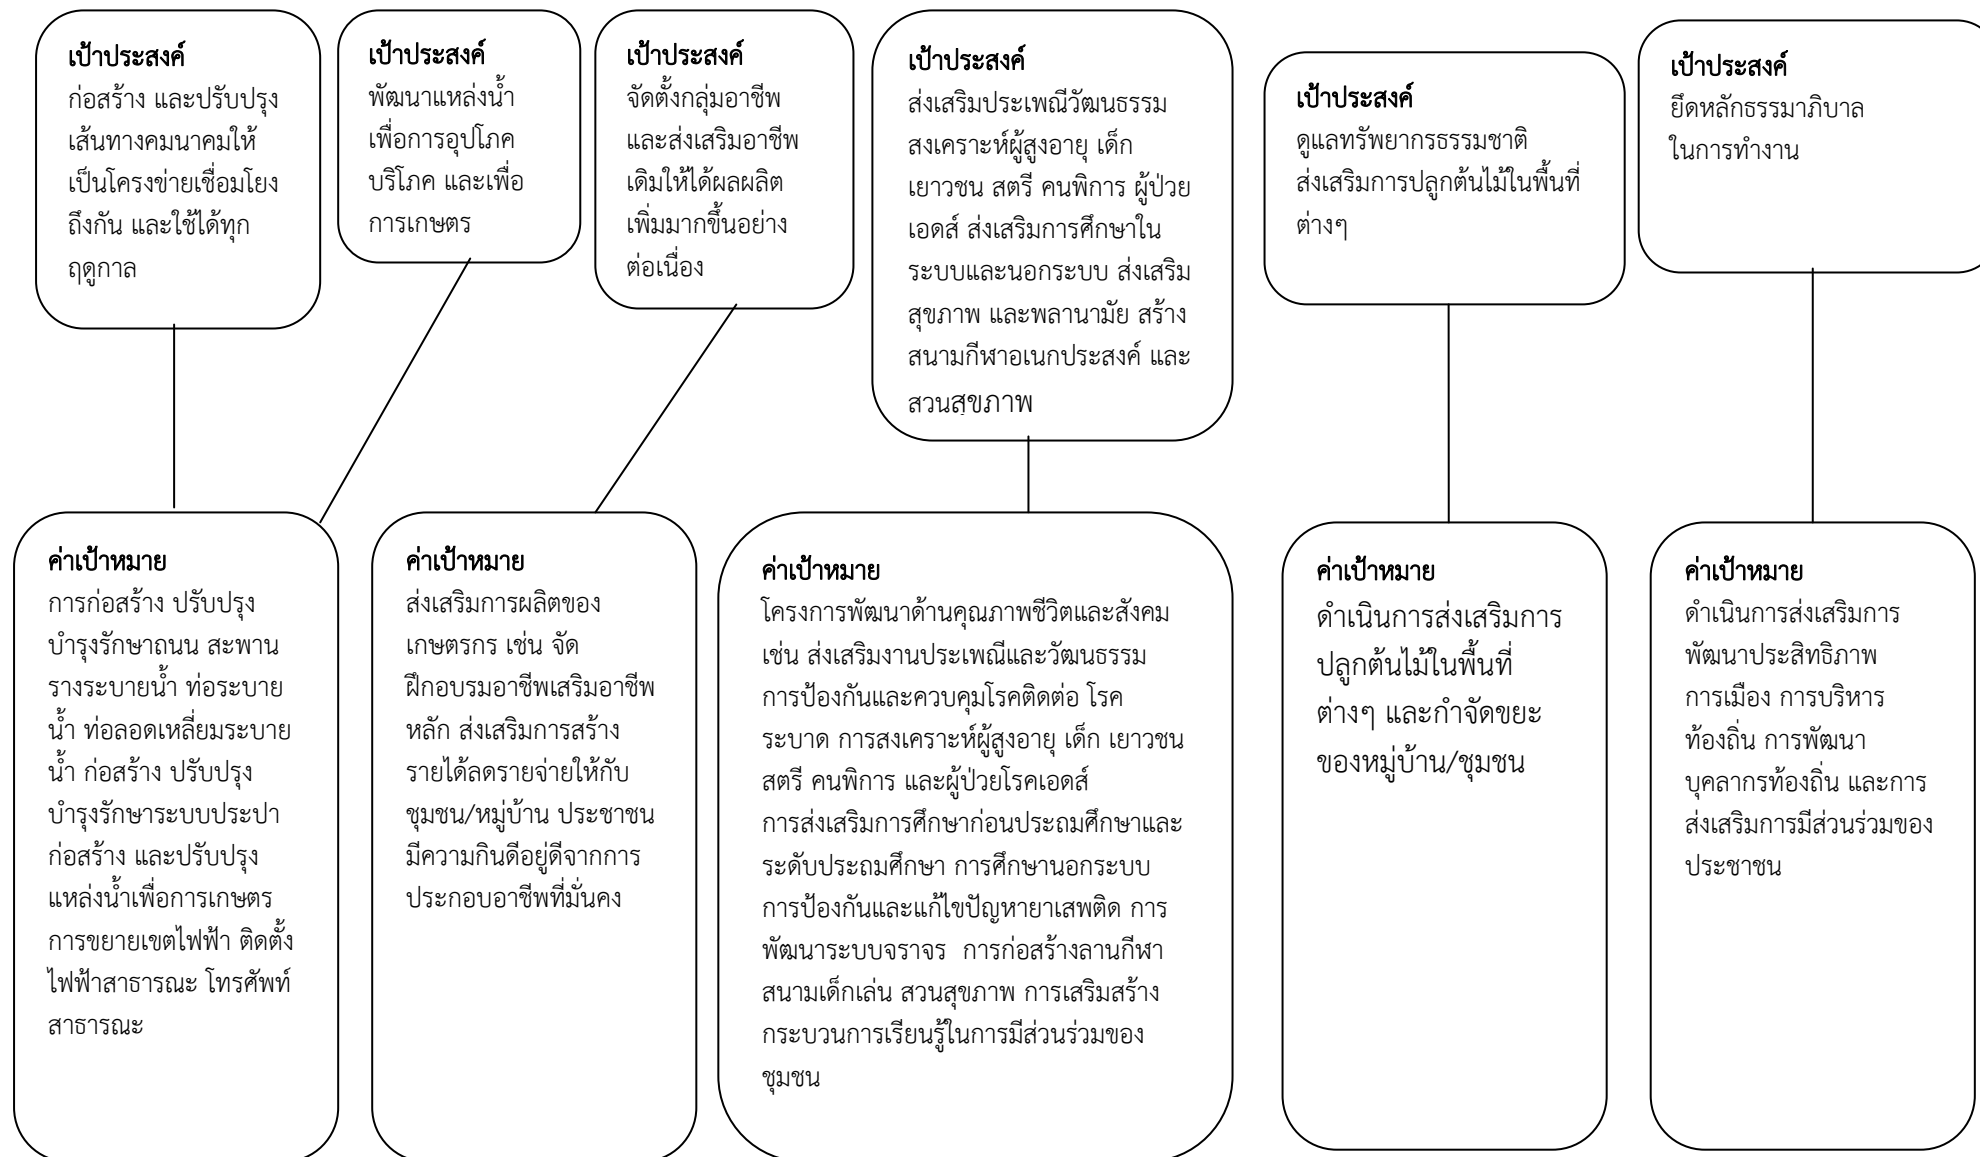 เป้าประสงค์
ก่อสร้าง และปรับปรุง
เส้นทางคมนาคมให้
เป็นโครงข่ายเชื่อมโยง
ถึงกัน และใช้ได้ทุก
ฤดูกาล
เป้าประสงค์
พัฒนาแหล่งน้ำ
เพื่อการอุปโภค
บริโภค และเพื่อ
การเกษตร
เป้าประสงค์
จัดตั้งกลุ่มอาชีพ
และส่งเสริมอาชีพ
เดิมให้ได้ผลผลิต
เพิ่มมากขึ้นอย่าง
ต่อเนื่อง
เป้าประสงค์
ส่งเสริมประเพณีวัฒนธรรม
สงเคราะห์ผู้สูงอายุ เด็ก
เยาวชน สตรี คนพิการ ผู้ป่วย
เอดส์ ส่งเสริมการศึกษาใน
ระบบและนอกระบบ ส่งเสริม
สุขภาพ และพลานามัย สร้าง
สนามกีฬาอเนกประสงค์ และ
สวนสุขภาพ
เป้าประสงค์
ดูแลทรัพยากรธรรมชาติ
ส่งเสริมการปลูกต้นไม้ในพื้นที่
ต่างๆ
เป้าประสงค์
ยึดหลักธรรมาภิบาล
ในการทำงาน
ค่าเป้าหมาย
การก่อสร้าง ปรับปรุง
บำรุงรักษาถนน สะพาน
รางระบายน้ำ ท่อระบาย
น้ำ ท่อลอดเหลี่ยมระบาย
น้ำ ก่อสร้าง ปรับปรุง
บำรุงรักษาระบบประปา
ก่อสร้าง และปรับปรุง
แหล่งน้ำเพื่อการเกษตร
การขยายเขตไฟฟ้า ติดตั้ง
ไฟฟ้าสาธารณะ โทรศัพท์
สาธารณะ
ค่าเป้าหมาย
ส่งเสริมการผลิตของ
เกษตรกร เช่น จัด
ฝึกอบรมอาชีพเสริมอาชีพ
หลัก ส่งเสริมการสร้าง
รายได้ลดรายจ่ายให้กับ
ชุมชน/หมู่บ้าน ประชาชน
มีความกินดีอยู่ดีจากการ
ประกอบอาชีพที่มั่นคง
ค่าเป้าหมาย
โครงการพัฒนาด้านคุณภาพชีวิตและสังคม
เช่น ส่งเสริมงานประเพณีและวัฒนธรรม
การป้องกันและควบคุมโรคติดต่อ โรค
ระบาด การสงเคราะห์ผู้สูงอายุ เด็ก เยาวชน
สตรี คนพิการ และผู้ป่วยโรคเอดส์
การส่งเสริมการศึกษาก่อนประถมศึกษาและ
ระดับประถมศึกษา การศึกษานอกระบบ
การป้องกันและแก้ไขปัญหายาเสพติด การ
พัฒนาระบบจราจร  การก่อสร้างลานกีฬา
สนามเด็กเล่น สวนสุขภาพ การเสริมสร้าง
กระบวนการเรียนรู้ในการมีส่วนร่วมของ
ชุมชน
ค่าเป้าหมาย
ดำเนินการส่งเสริมการ
ปลูกต้นไม้ในพื้นที่
ต่างๆ และกำจัดขยะ
ของหมู่บ้าน/ชุมชน
ค่าเป้าหมาย
ดำเนินการส่งเสริมการ
พัฒนาประสิทธิภาพ
การเมือง การบริหาร
ท้องถิ่น การพัฒนา
บุคลากรท้องถิ่น และการ
ส่งเสริมการมีส่วนร่วมของ
ประชาชน